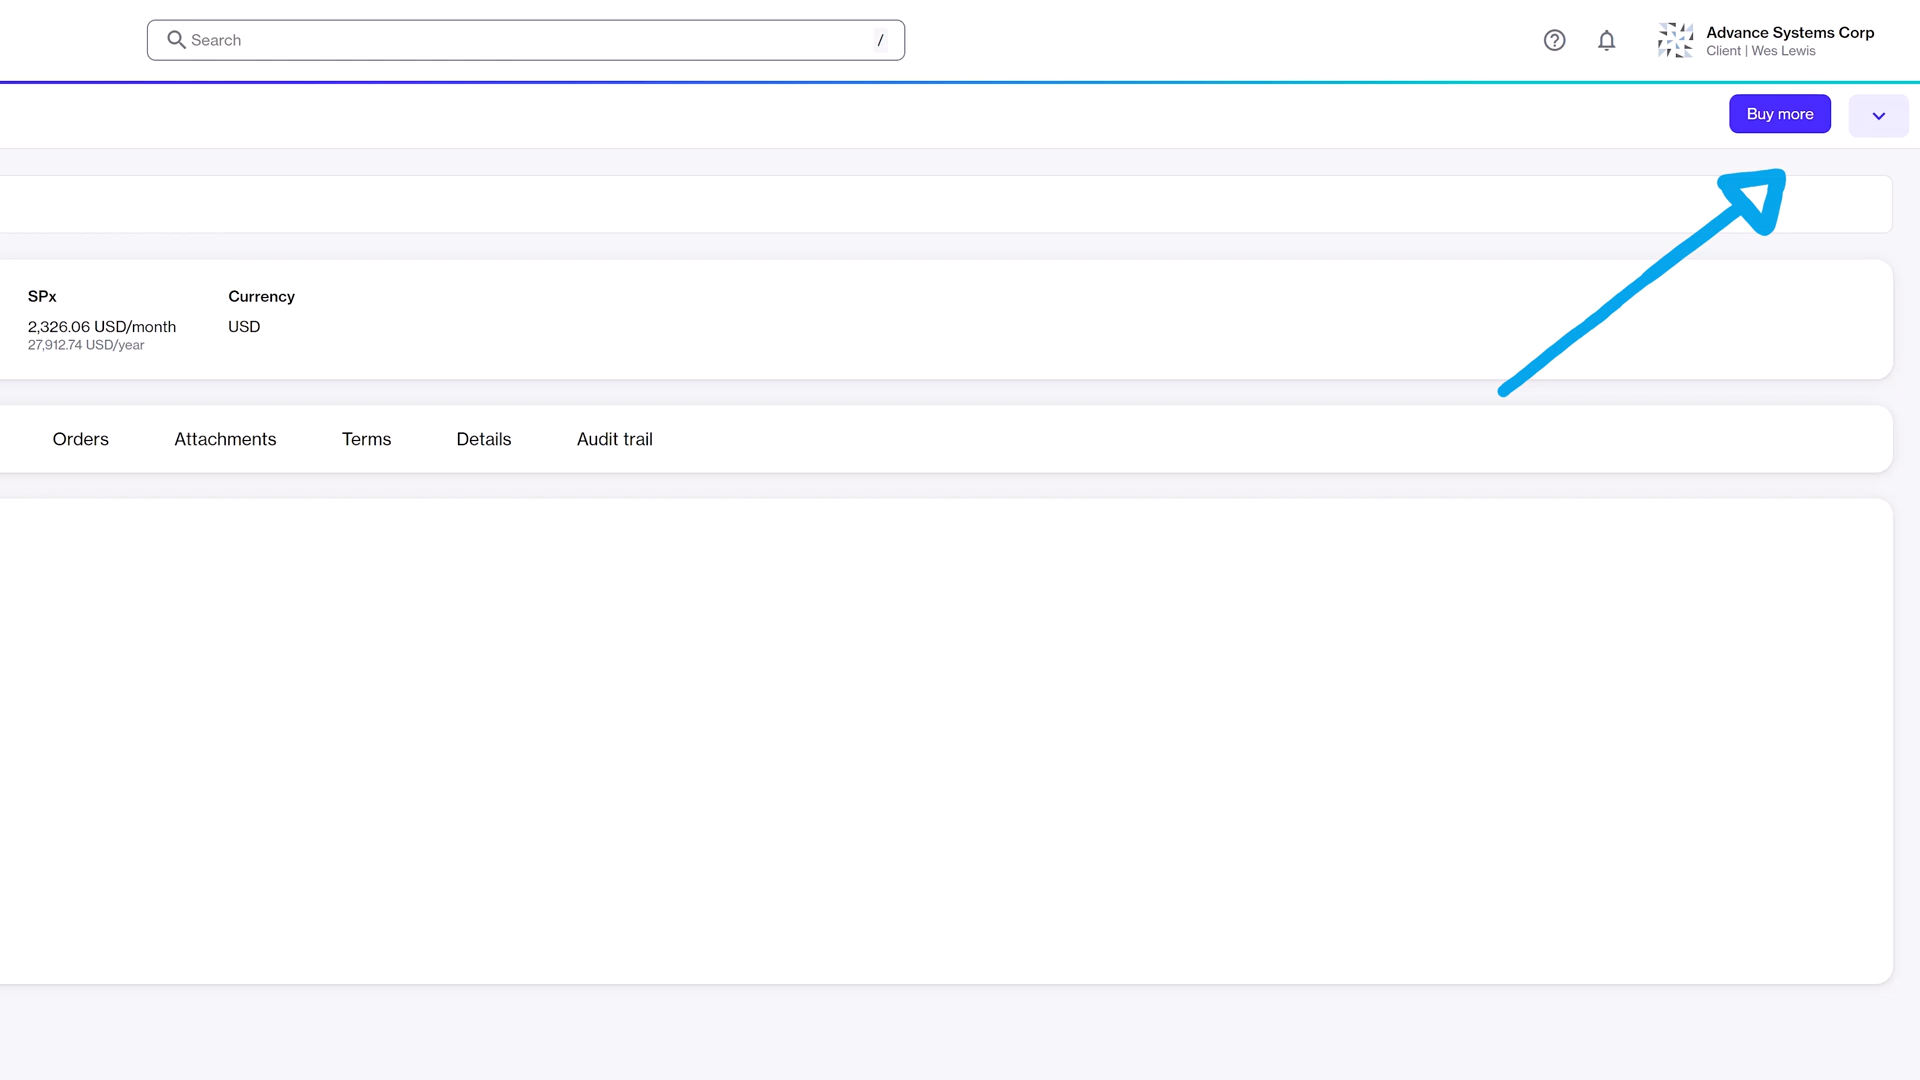 Search
/
Advance Systems Corp
Client | Wes Lewis
Buy more
SPx
Currency
2,326.06 USD/month
USD
27,912.74 USD/year
Orders
Attachments
Terms
Details
Audit trail